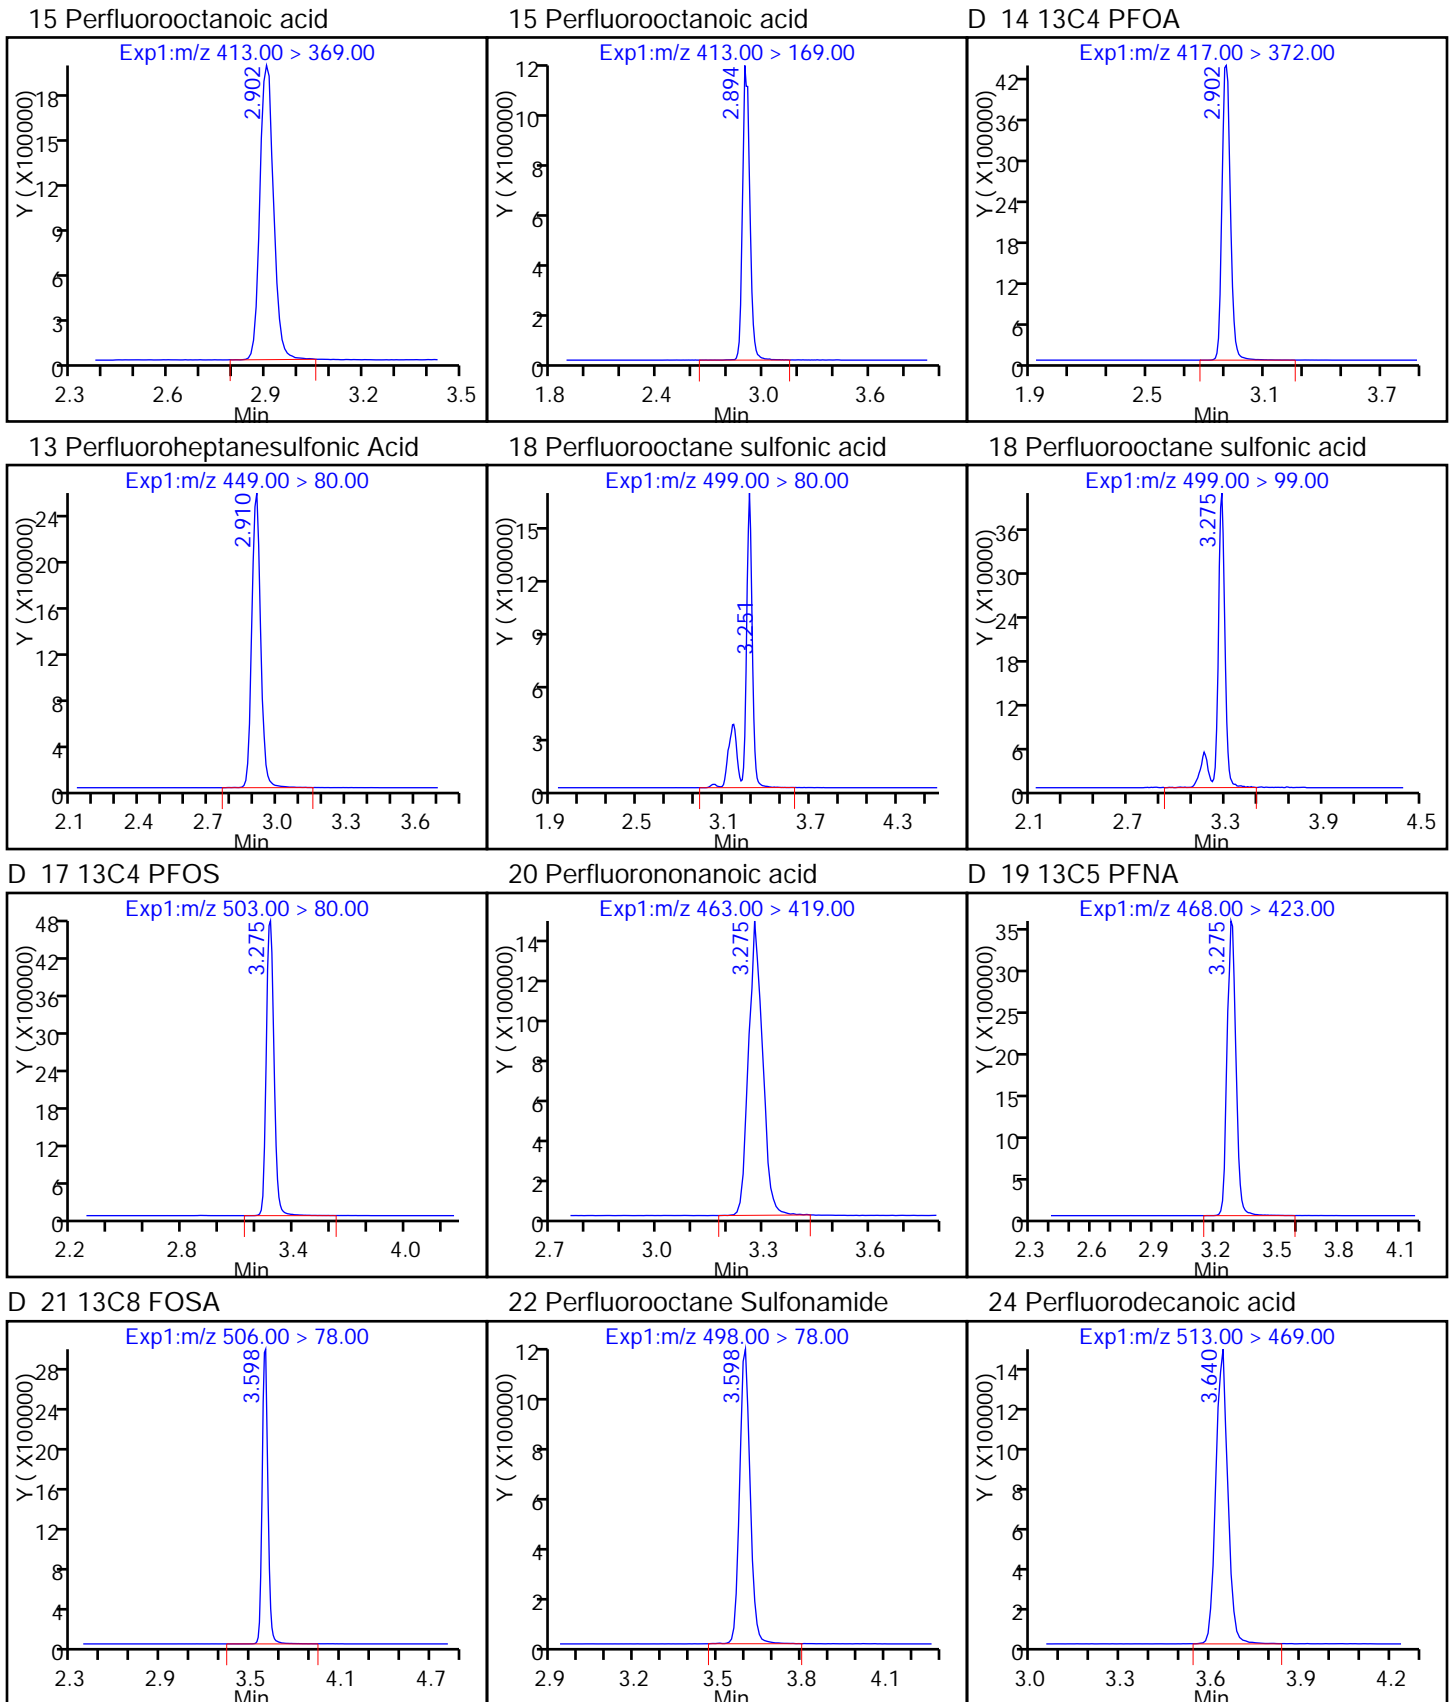 15 Perfluorooctanoic acid
Exp1:m/z 413.00 > 369.00
2.902
Y ( X100000)
18
15
12
9
6
3
0
2.3 2.6 2.9 3.2 3.5
Min
15 Perfluorooctanoic acid
Exp1:m/z 413.00 > 169.00
2.894
Y ( X100000)
12
10
8
6
4
2
0
1.8 2.4 3.0 3.6
Min
D 14 13C4 PFOA
Exp1:m/z 417.00 > 372.00
2.902
Y ( X100000)
42
36
30
24
18
12
6
0
1.9 2.5 3.1 3.7
Min
13 Perfluoroheptanesulfonic Acid
Exp1:m/z 449.00 > 80.00
2.910
Y ( X100000)
24
20
16
12
8
4
0
2.1 2.4 2.7 3.0 3.3 3.6
Min
18 Perfluorooctane sulfonic acid
Exp1:m/z 499.00 > 80.00
3.251
Y ( X100000)
15
12
9
6
3
0
1.9 2.5 3.1 3.7 4.3
Min
18 Perfluorooctane sulfonic acid
Exp1:m/z 499.00 > 99.00
3.275
Y ( X10000)
36
30
24
18
12
6
0
2.1 2.7 3.3 3.9 4.5
Min
D 17 13C4 PFOS
Exp1:m/z 503.00 > 80.00
3.275
Y ( X100000)
48
42
36
30
24
18
12
6
0
2.2 2.8 3.4 4.0
Min
20 Perfluorononanoic acid
Exp1:m/z 463.00 > 419.00
3.275
Y ( X100000)
14
12
10
8
6
4
2
0
2.7 3.0 3.3 3.6
Min
D 19 13C5 PFNA
Exp1:m/z 468.00 > 423.00
3.275
Y ( X100000)
35
30
25
20
15
10
5
0
2.3 2.6 2.9 3.2 3.5 3.8 4.1
Min
D 21 13C8 FOSA
Exp1:m/z 506.00 > 78.00
3.598
Y ( X100000)
28
24
20
16
12
8
4
0
2.3 2.9 3.5 4.1 4.7
Min
22 Perfluorooctane Sulfonamide
Exp1:m/z 498.00 > 78.00
3.598
Y ( X100000)
12
10
8
6
4
2
0
2.9 3.2 3.5 3.8 4.1
Min
24 Perfluorodecanoic acid
Exp1:m/z 513.00 > 469.00
3.640
Y ( X100000)
14
12
10
8
6
4
2
0
3.0 3.3 3.6 3.9 4.2
Min